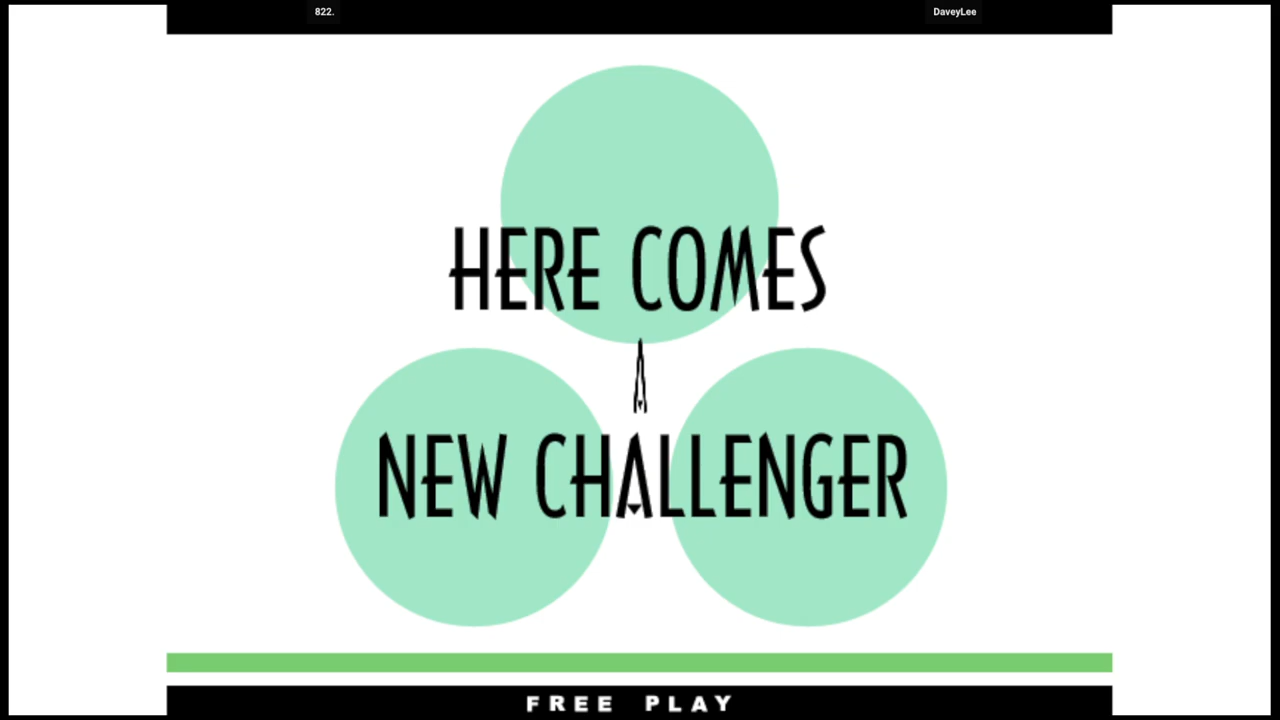 822.
DaveyLee
HERE COMES
A
NEW CHALLENGER
FREE PLAY